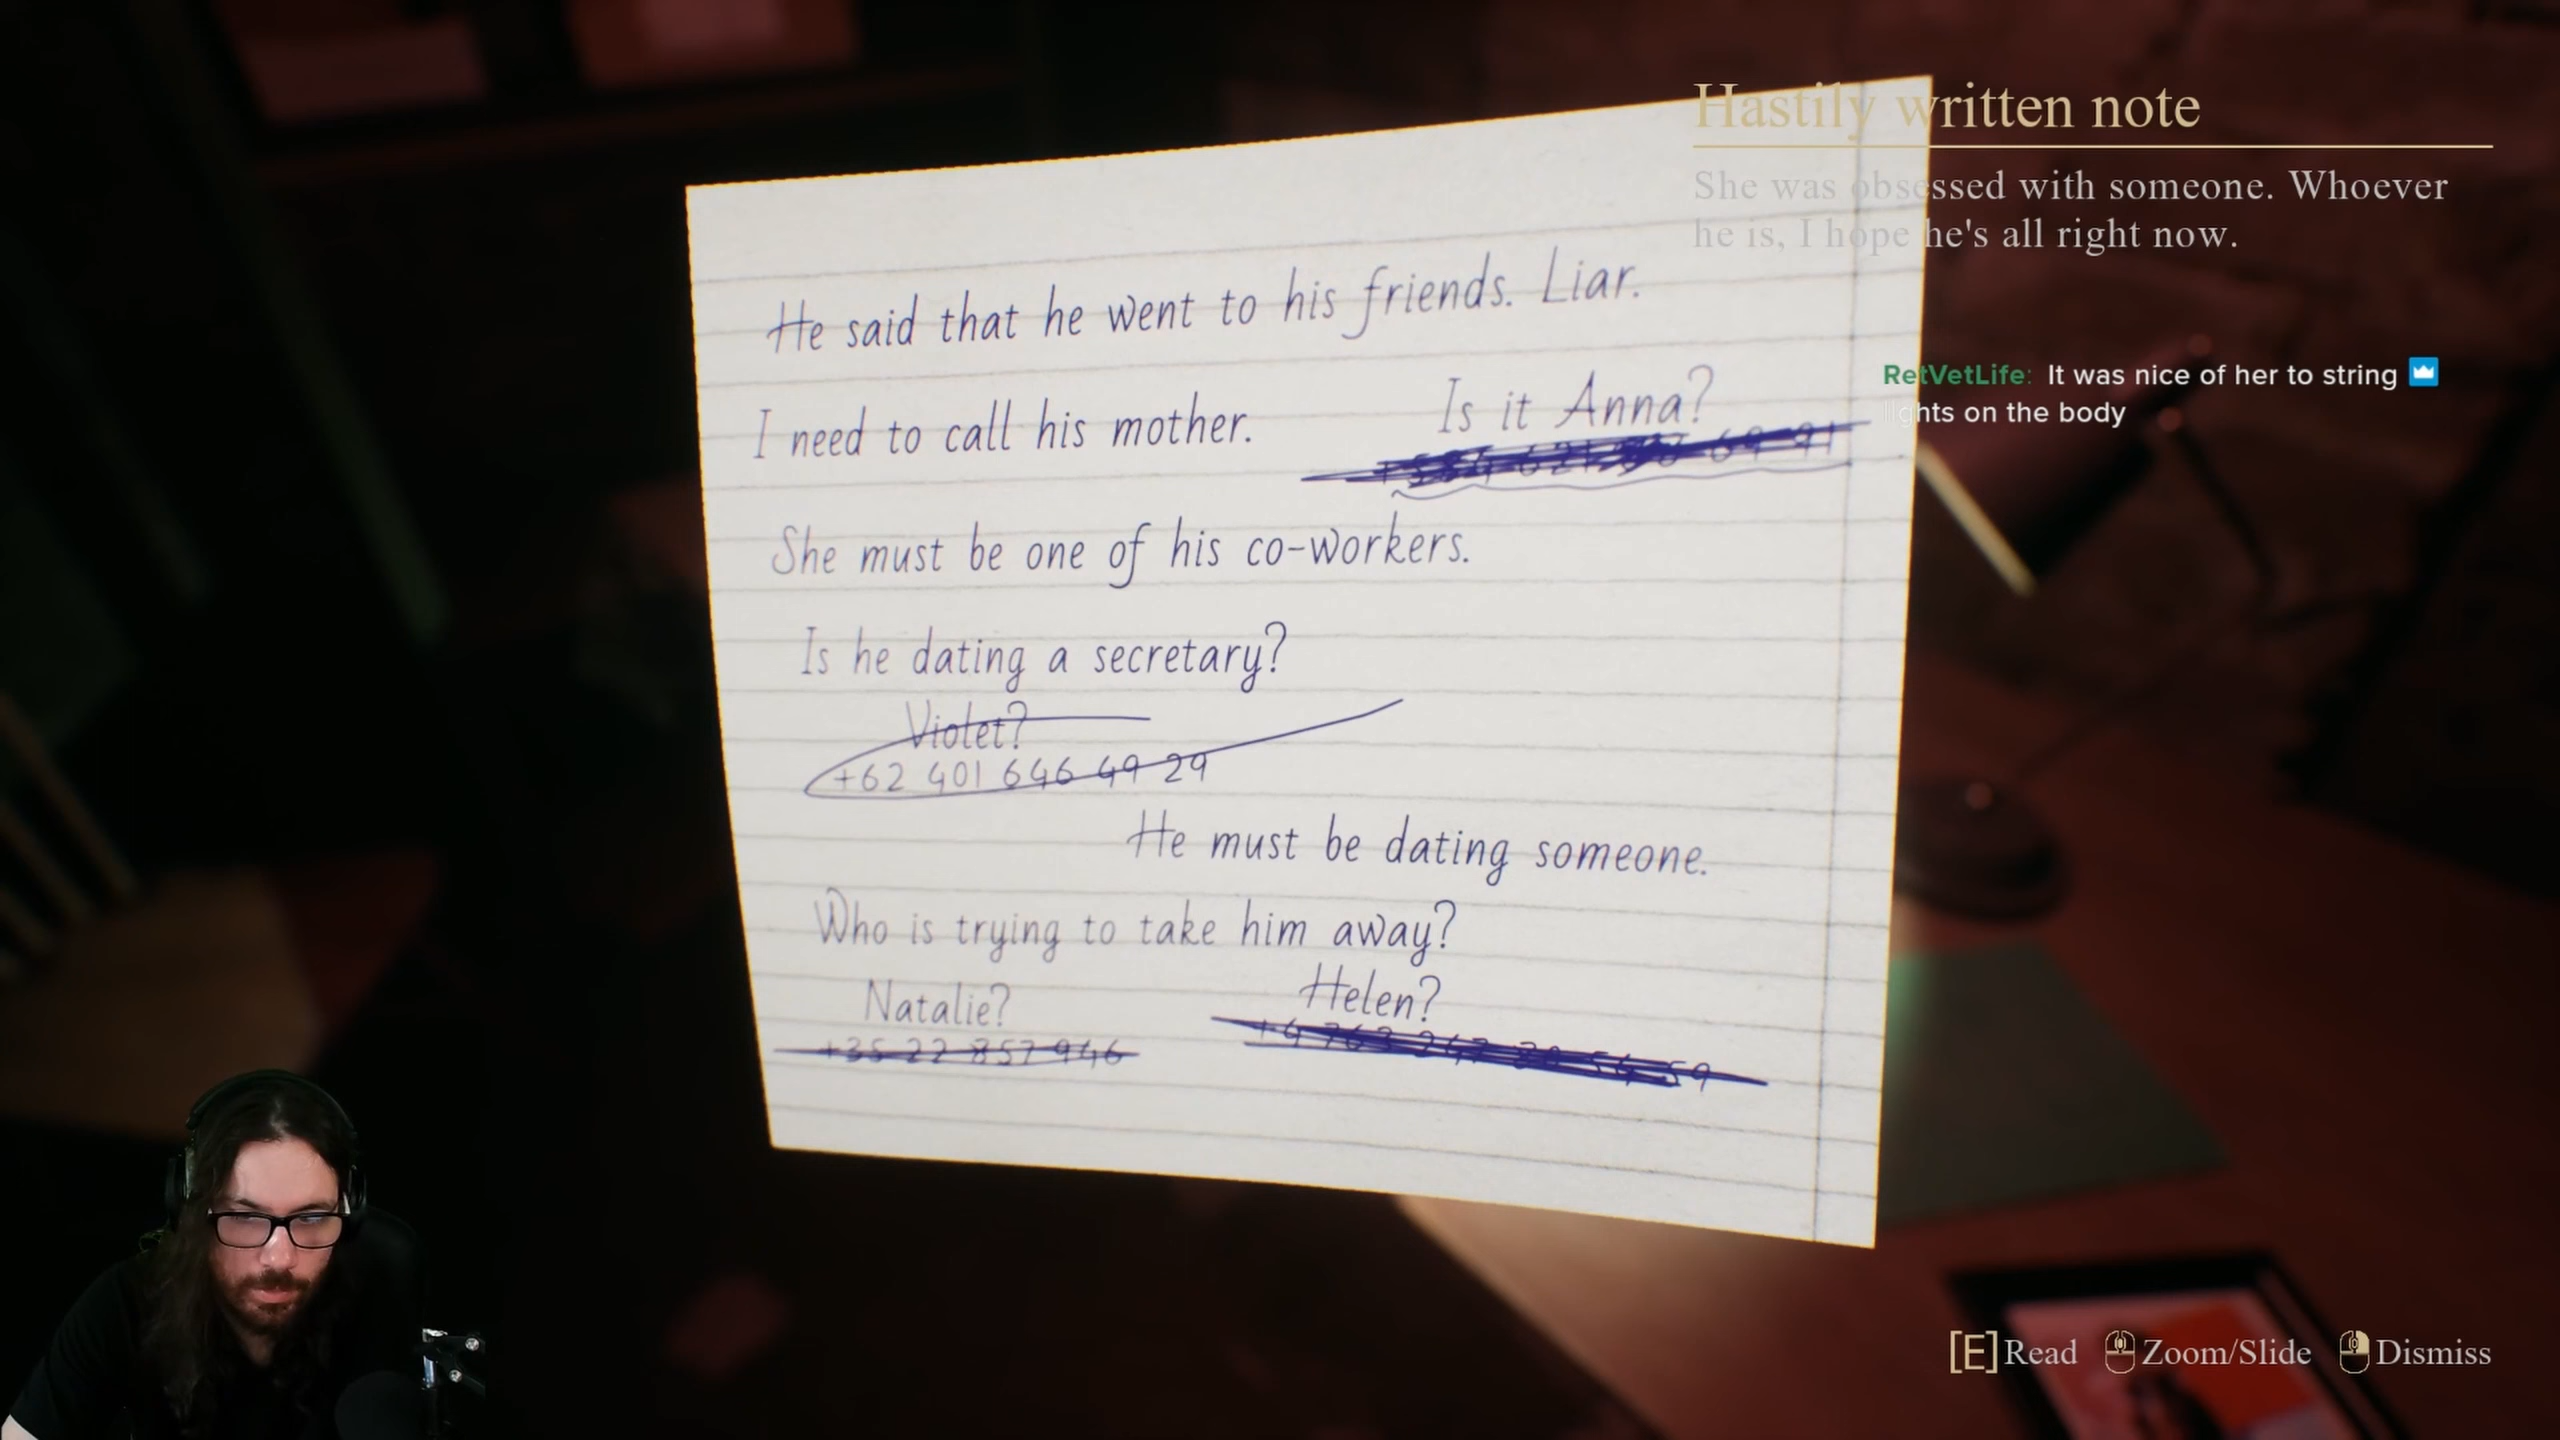 Hastily written note
She was obsessed with someone. Whoever
he is, I hope he's all right now.
He said that he went to his friends. Liar.
I need to call his mother.
Is it Anna?
RetVetLife: It was nice of her to string
lights on the body
She must be one of his co-workers.
Is he dating a secretary?
Violet?
+62 401 646 49 29
He must be dating someone.
Who is trying to take him away?
Natalie?
Helen?
+35 22 857 946
[E] Read Zoom/Slide Dismiss